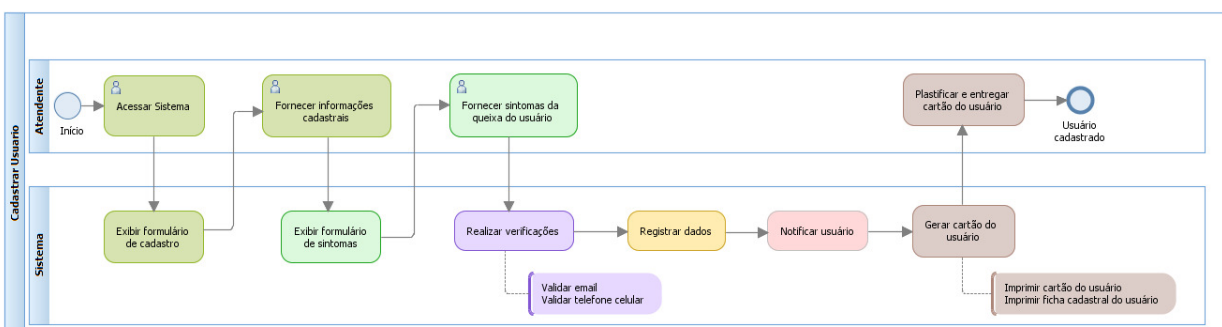 Cadastrar Usuario
Atendente
Início
Acessar Sistema
Fornecer informações
cadastrais
Fornecer sintomas da
queixa do usuário
Plastificar e entregar
cartão do usuário
Usuário
cadastrado
Sistema
Exibir formulário
de cadastro
Exibir formulário
de sintomas
Realizar verificações
Registrar dados
Notificar usuário
Gerar cartão do
usuário
Validar email
Validar telefone celular
Imprimir cartão do usuário
Imprimir ficha cadastral do usuário